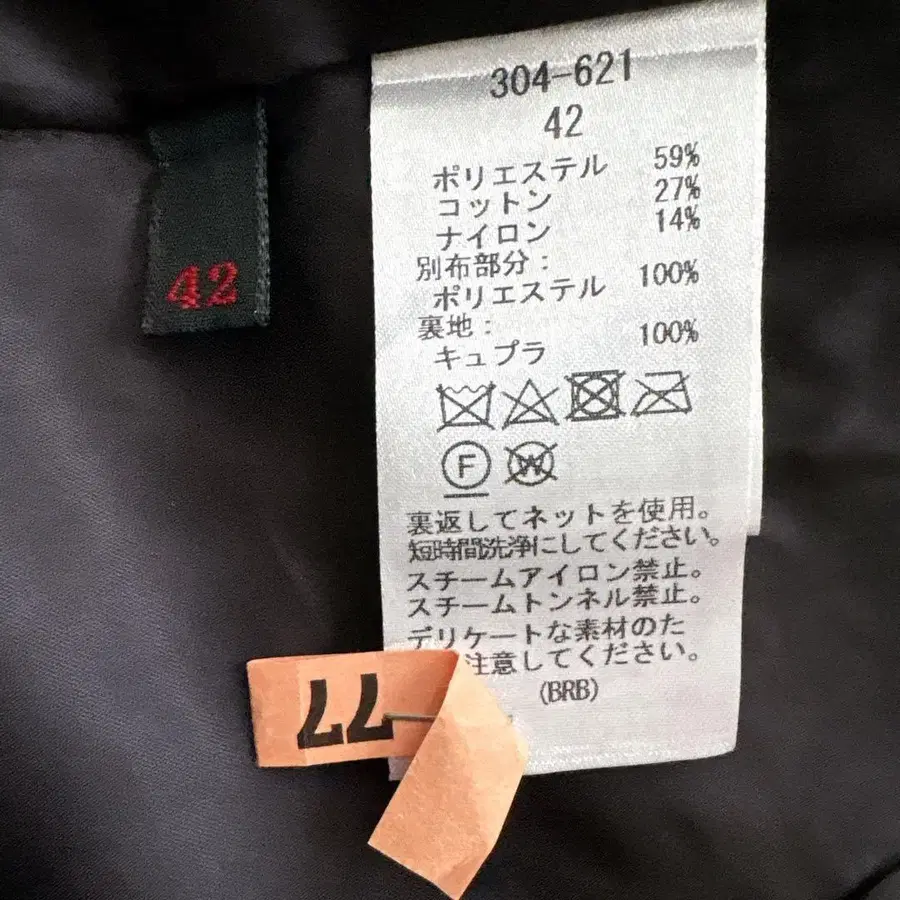 304-621
42
ポリエステル 59%
コットン 27%
ナイロン 14%
別布部分:
ポリエステル 100%
裏地:
キュプラ 100%
F W
裏返してネットを使用。
短時間洗浄にしてください。
スチームアイロン禁止。
スチームトンネル禁止。
デリケートな素材のた
注意してください。
(BRB)
42